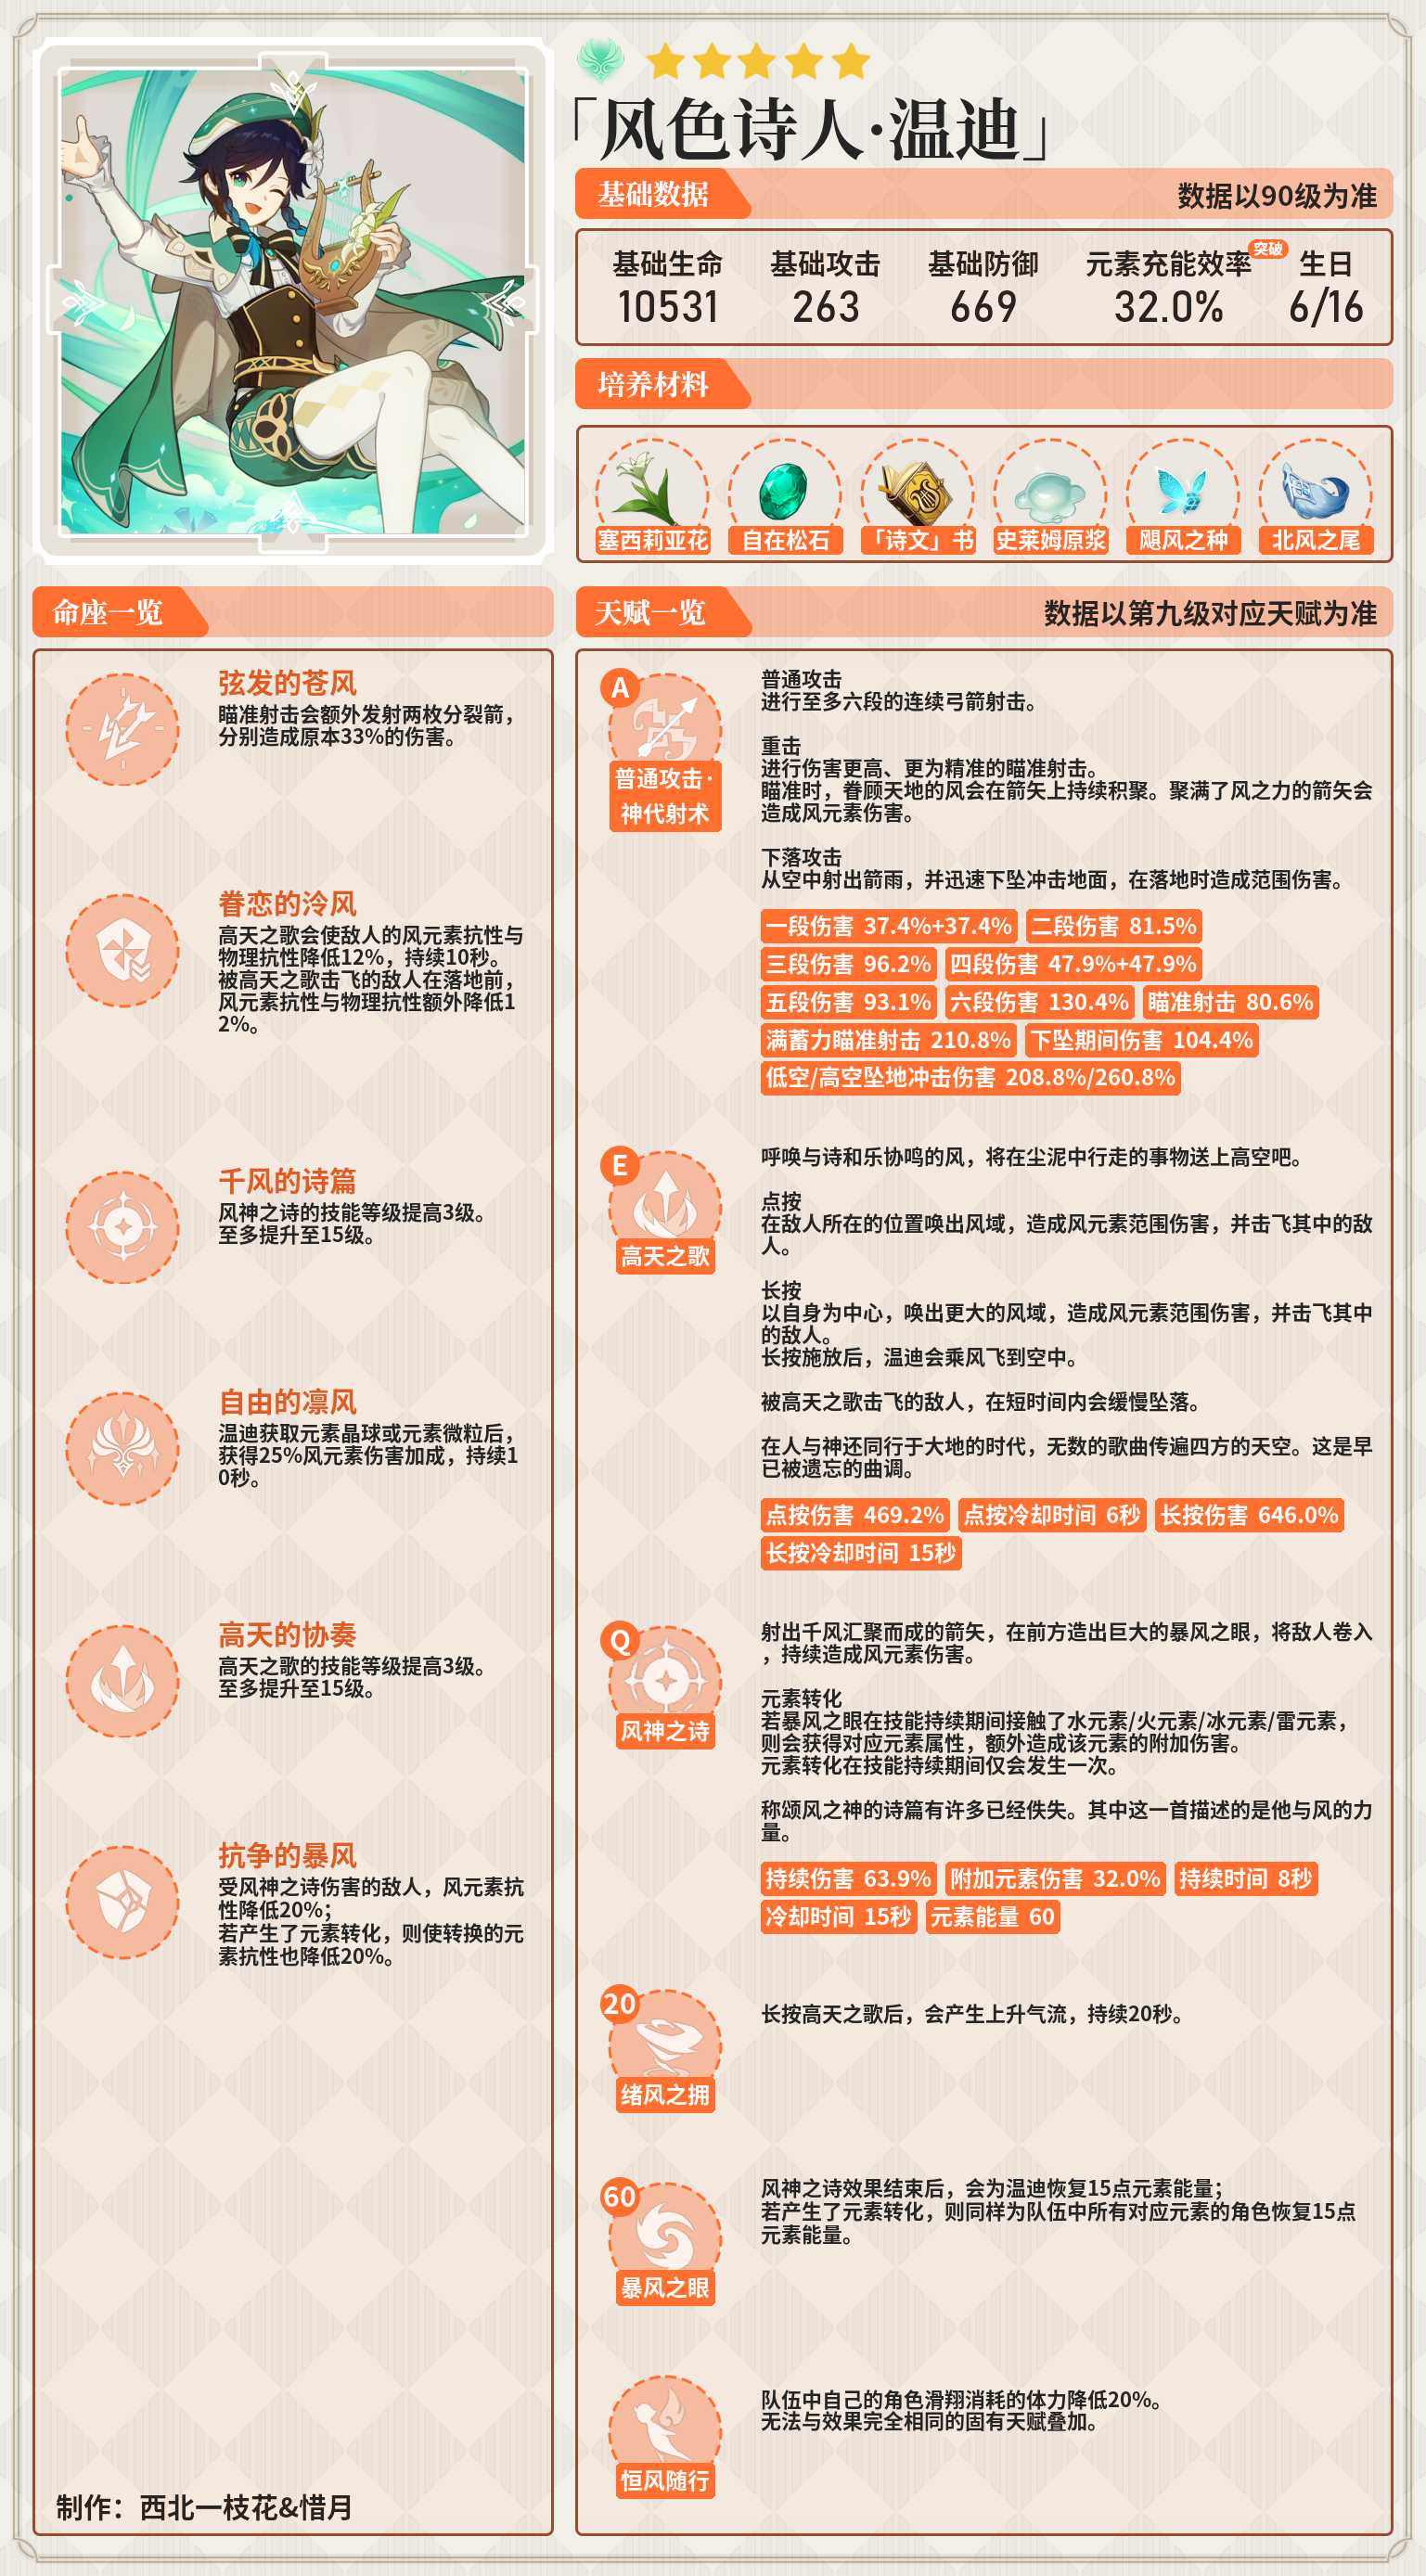 「风色诗人·温迪」
基础数据
数据以90级为准
基础生命 基础攻击 基础防御 元素充能效率 突破 生日
10531 263 669 32.0% 6/16
培养材料
塞西莉亚花 自在松石 「诗文」书 史莱姆原浆 飓风之种 北风之尾
命座一览
弦发的苍风
瞄准射击会额外发射两枚分裂箭，
分别造成原本33%的伤害。
眷恋的泠风
高天之歌会使敌人的风元素抗性与
物理抗性降低12%，持续10秒。
被高天之歌击飞的敌人在落地前，
风元素抗性与物理抗性额外降低1
2%。
千风的诗篇
风神之诗的技能等级提高3级。
至多提升至15级。
自由的凛风
温迪获取元素晶球或元素微粒后，
获得25%风元素伤害加成，持续1
0秒。
高天的协奏
高天之歌的技能等级提高3级。
至多提升至15级。
抗争的暴风
受风神之诗伤害的敌人，风元素抗
性降低20%；
若产生了元素转化，则使转换的元
素抗性也降低20%。
制作：西北一枝花&惜月
天赋一览
数据以第九级对应天赋为准
A
普通攻击·
神代射术
普通攻击
进行至多六段的连续弓箭射击。
重击
进行伤害更高、更为精准的瞄准射击。
瞄准时，眷顾天地的风会在箭矢上持续积聚。聚满了风之力的箭矢会
造成风元素伤害。
下落攻击
从空中射出箭雨，并迅速下坠冲击地面，在落地时造成范围伤害。
一段伤害 37.4%+37.4% 二段伤害 81.5%
三段伤害 96.2% 四段伤害 47.9%+47.9%
五段伤害 93.1% 六段伤害 130.4% 瞄准射击 80.6%
满蓄力瞄准射击 210.8% 下坠期间伤害 104.4%
低空/高空坠地冲击伤害 208.8%/260.8%
E
高天之歌
呼唤与诗和乐协鸣的风，将在尘泥中行走的事物送上高空吧。
点按
在敌人所在的位置唤出风域，造成风元素范围伤害，并击飞其中的敌
人。
长按
以自身为中心，唤出更大的风域，造成风元素范围伤害，并击飞其中
的敌人。
长按施放后，温迪会乘风飞到空中。
被高天之歌击飞的敌人，在短时间内会缓慢坠落。
在人与神还同行于大地的时代，无数的歌曲传遍四方的天空。这是早
已被遗忘的曲调。
点按伤害 469.2% 点按冷却时间 6秒 长按伤害 646.0%
长按冷却时间 15秒
Q
风神之诗
射出千风汇聚而成的箭矢，在前方造出巨大的暴风之眼，将敌人卷入
，持续造成风元素伤害。
元素转化
若暴风之眼在技能持续期间接触了水元素/火元素/冰元素/雷元素，
则会获得对应元素属性，额外造成该元素的附加伤害。
元素转化在技能持续期间仅会发生一次。
称颂风之神的诗篇有许多已经佚失。其中这一首描述的是他与风的力
量。
持续伤害 63.9% 附加元素伤害 32.0% 持续时间 8秒
冷却时间 15秒 元素能量 60
20
绪风之拥
长按高天之歌后，会产生上升气流，持续20秒。
60
暴风之眼
风神之诗效果结束后，会为温迪恢复15点元素能量；
若产生了元素转化，则同样为队伍中所有对应元素的角色恢复15点
元素能量。
恒风随行
队伍中自己的角色滑翔消耗的体力降低20%。
无法与效果完全相同的固有天赋叠加。